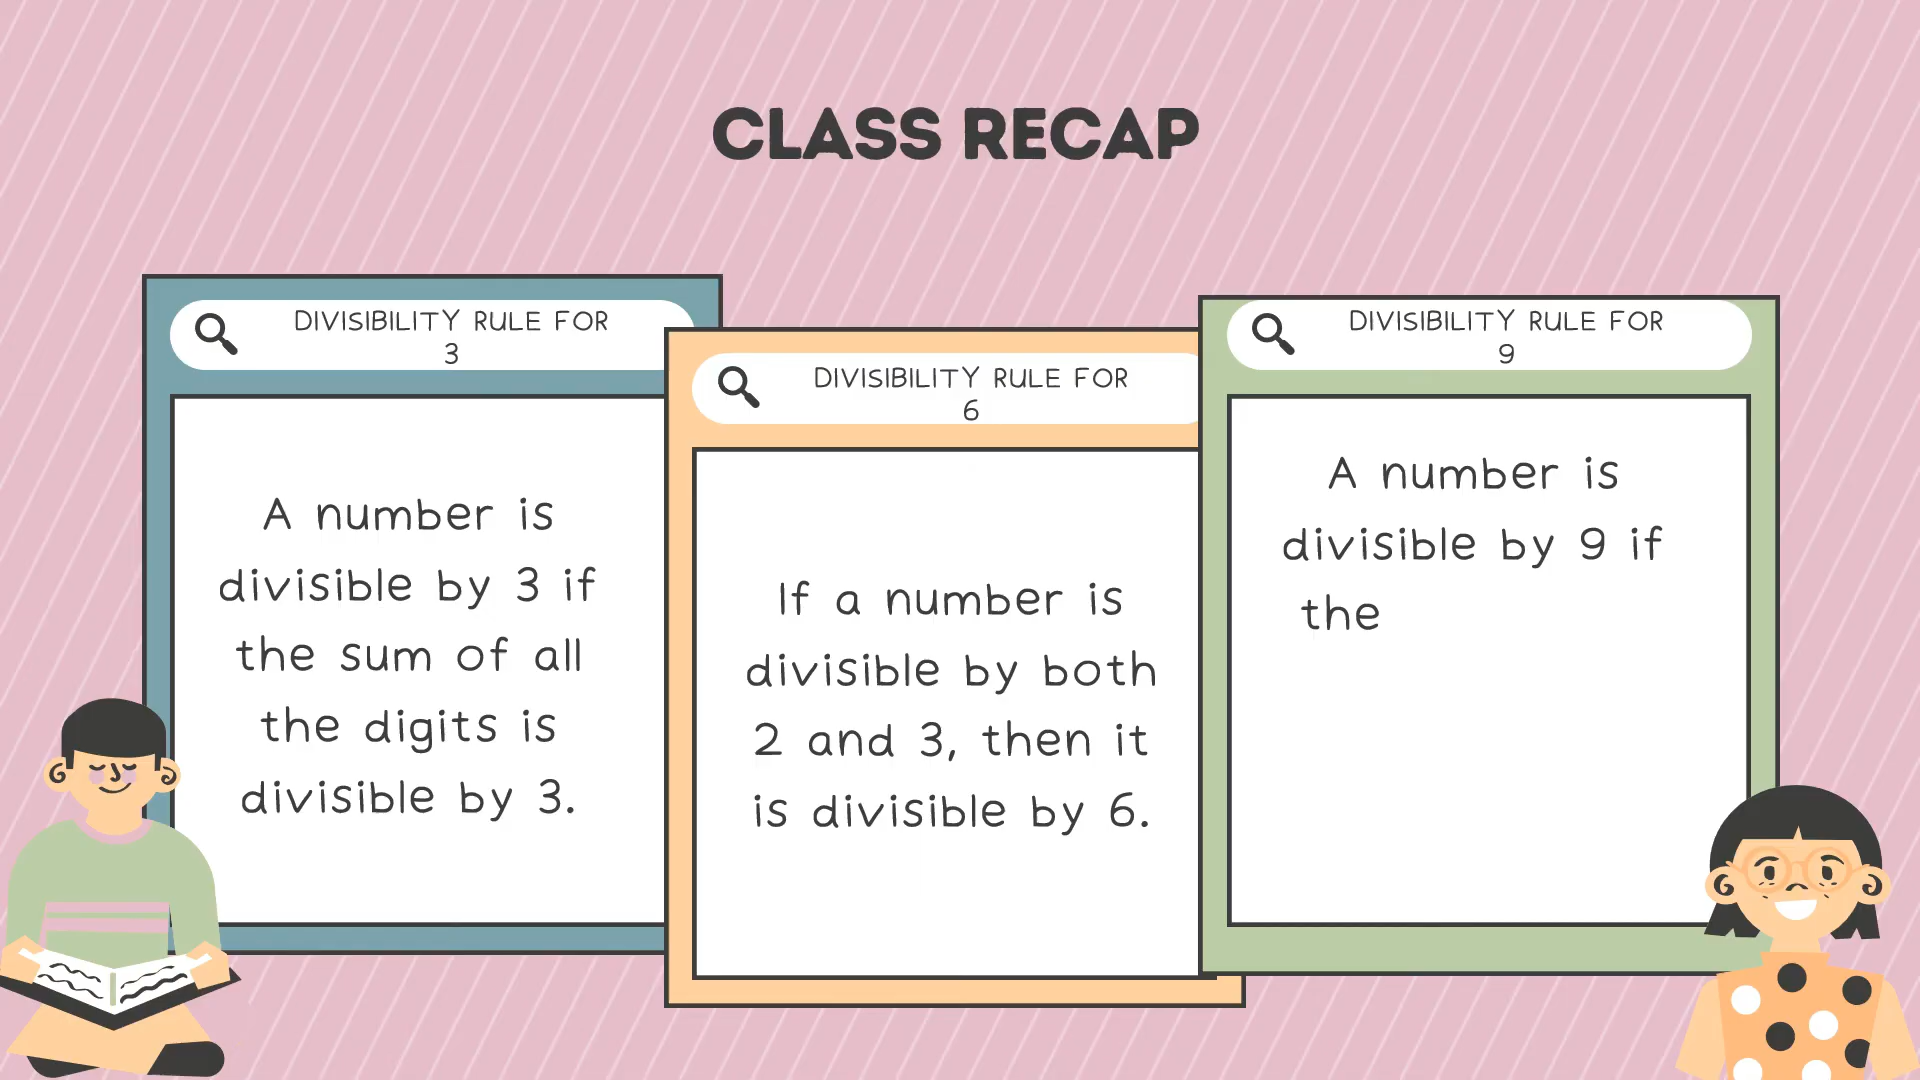 CLASS RECAP
DIVISIBILITY RULE FOR
3
A number is
divisible by 3 if
the sum of all
the digits is
divisible by 3.
DIVISIBILITY RULE FOR
6
If a number is
divisible by both
2 and 3, then it
is divisible by 6.
DIVISIBILITY RULE FOR
9
A number is
divisible by 9 if
the